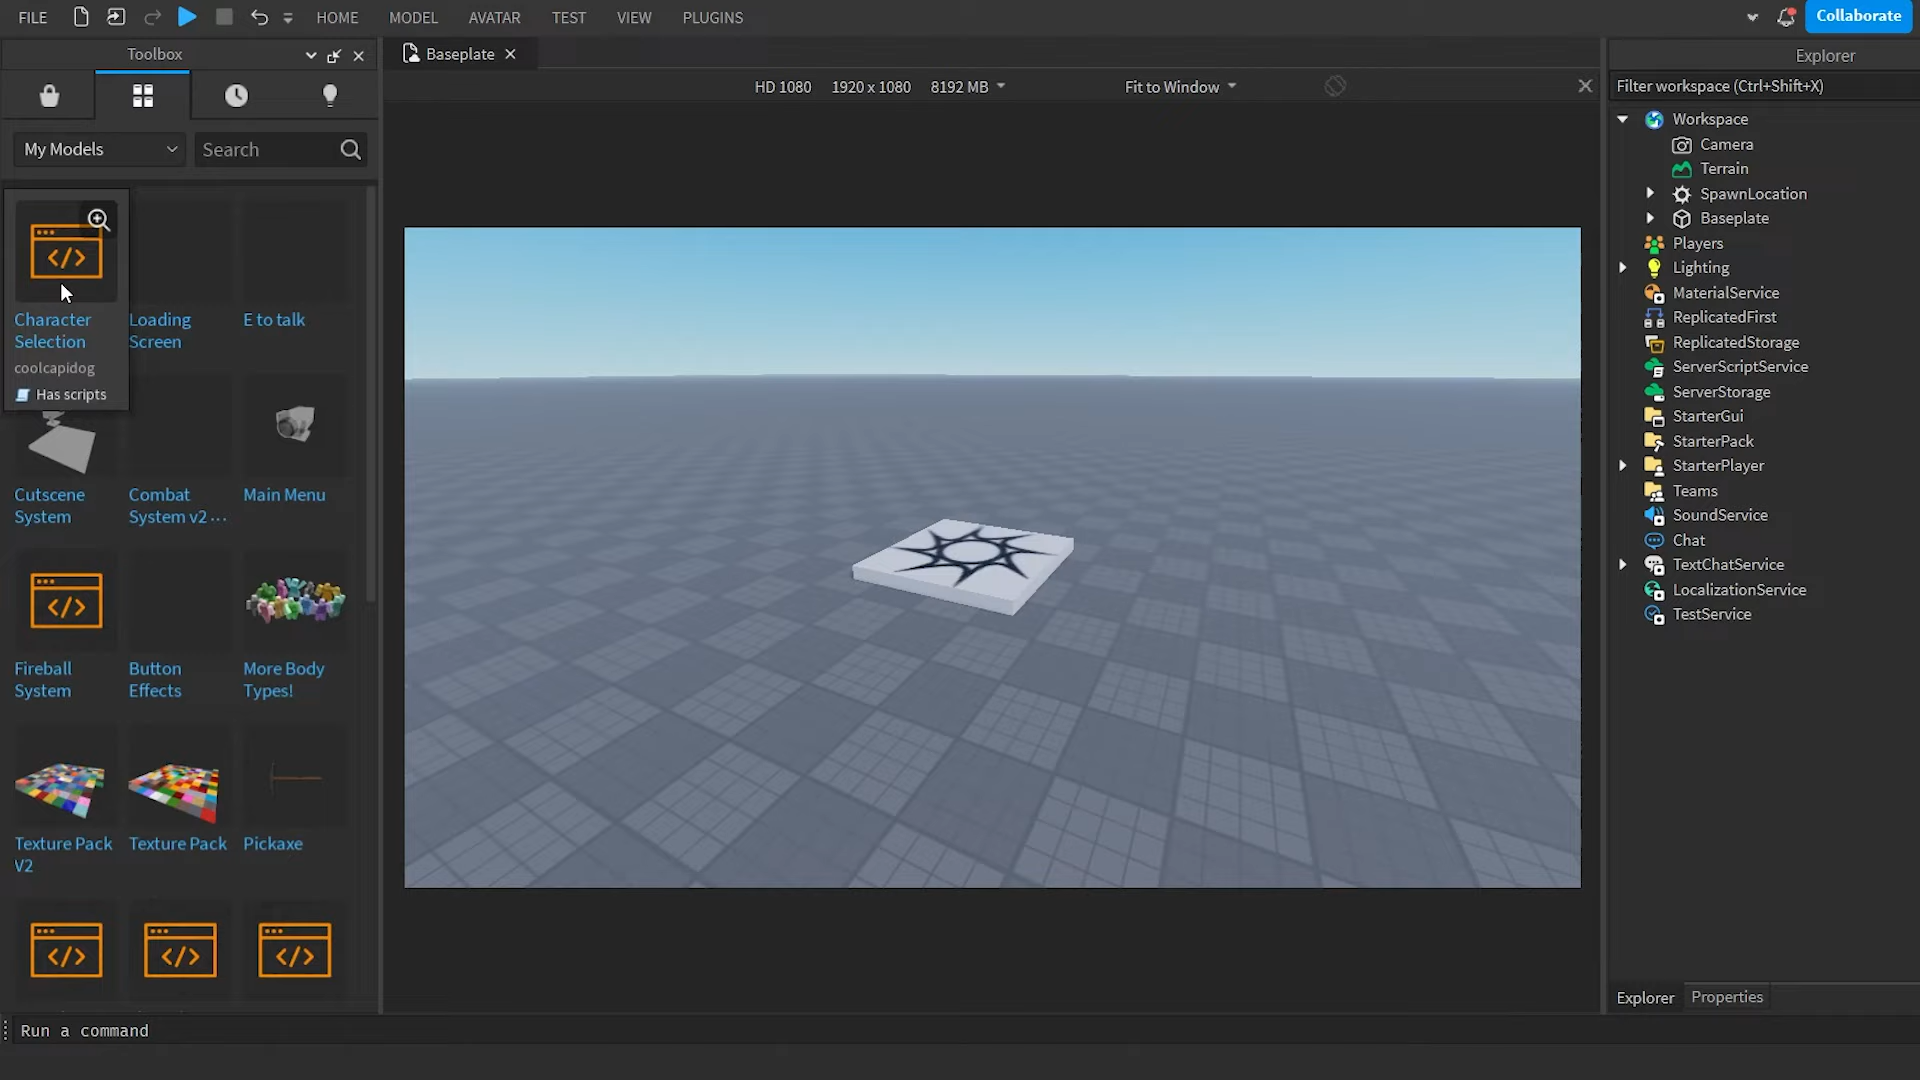 FILE
HOME
MODEL
AVATAR
TEST
VIEW
PLUGINS
Collaborate
Toolbox
My Models
Search
Character
Selection
coolcapidog
Has scripts
Loading
Screen
E to talk
Cutscene
System
Combat
System v2 ...
Main Menu
Fireball
System
Button
Effects
More Body
Types!
Texture Pack
V2
Texture Pack
Pickaxe
Baseplate
HD 1080 1920 x 1080 8192 MB
Fit to Window
Explorer
Filter workspace (Ctrl+Shift+X)
Workspace
Camera
Terrain
SpawnLocation
Baseplate
Players
Lighting
MaterialService
ReplicatedFirst
ReplicatedStorage
ServerScriptService
ServerStorage
StarterGui
StarterPack
StarterPlayer
Teams
SoundService
Chat
TextChatService
LocalizationService
TestService
Explorer
Properties
Run a command